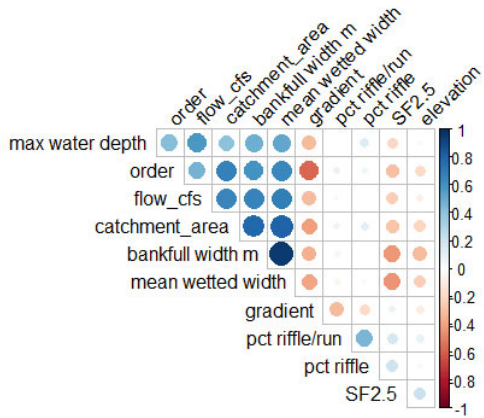 order
flow_cfs
catchment_area
bankfull width m
mean wetted width
gradient
pct riffle/run
pct riffle
SF2.5
elevation
max water depth
order
flow_cfs
catchment_area
bankfull width m
mean wetted width
gradient
pct riffle/run
pct riffle
SF2.5
1
0.8
0.6
0.4
0.2
0
0.2
0.4
0.6
0.8
-1